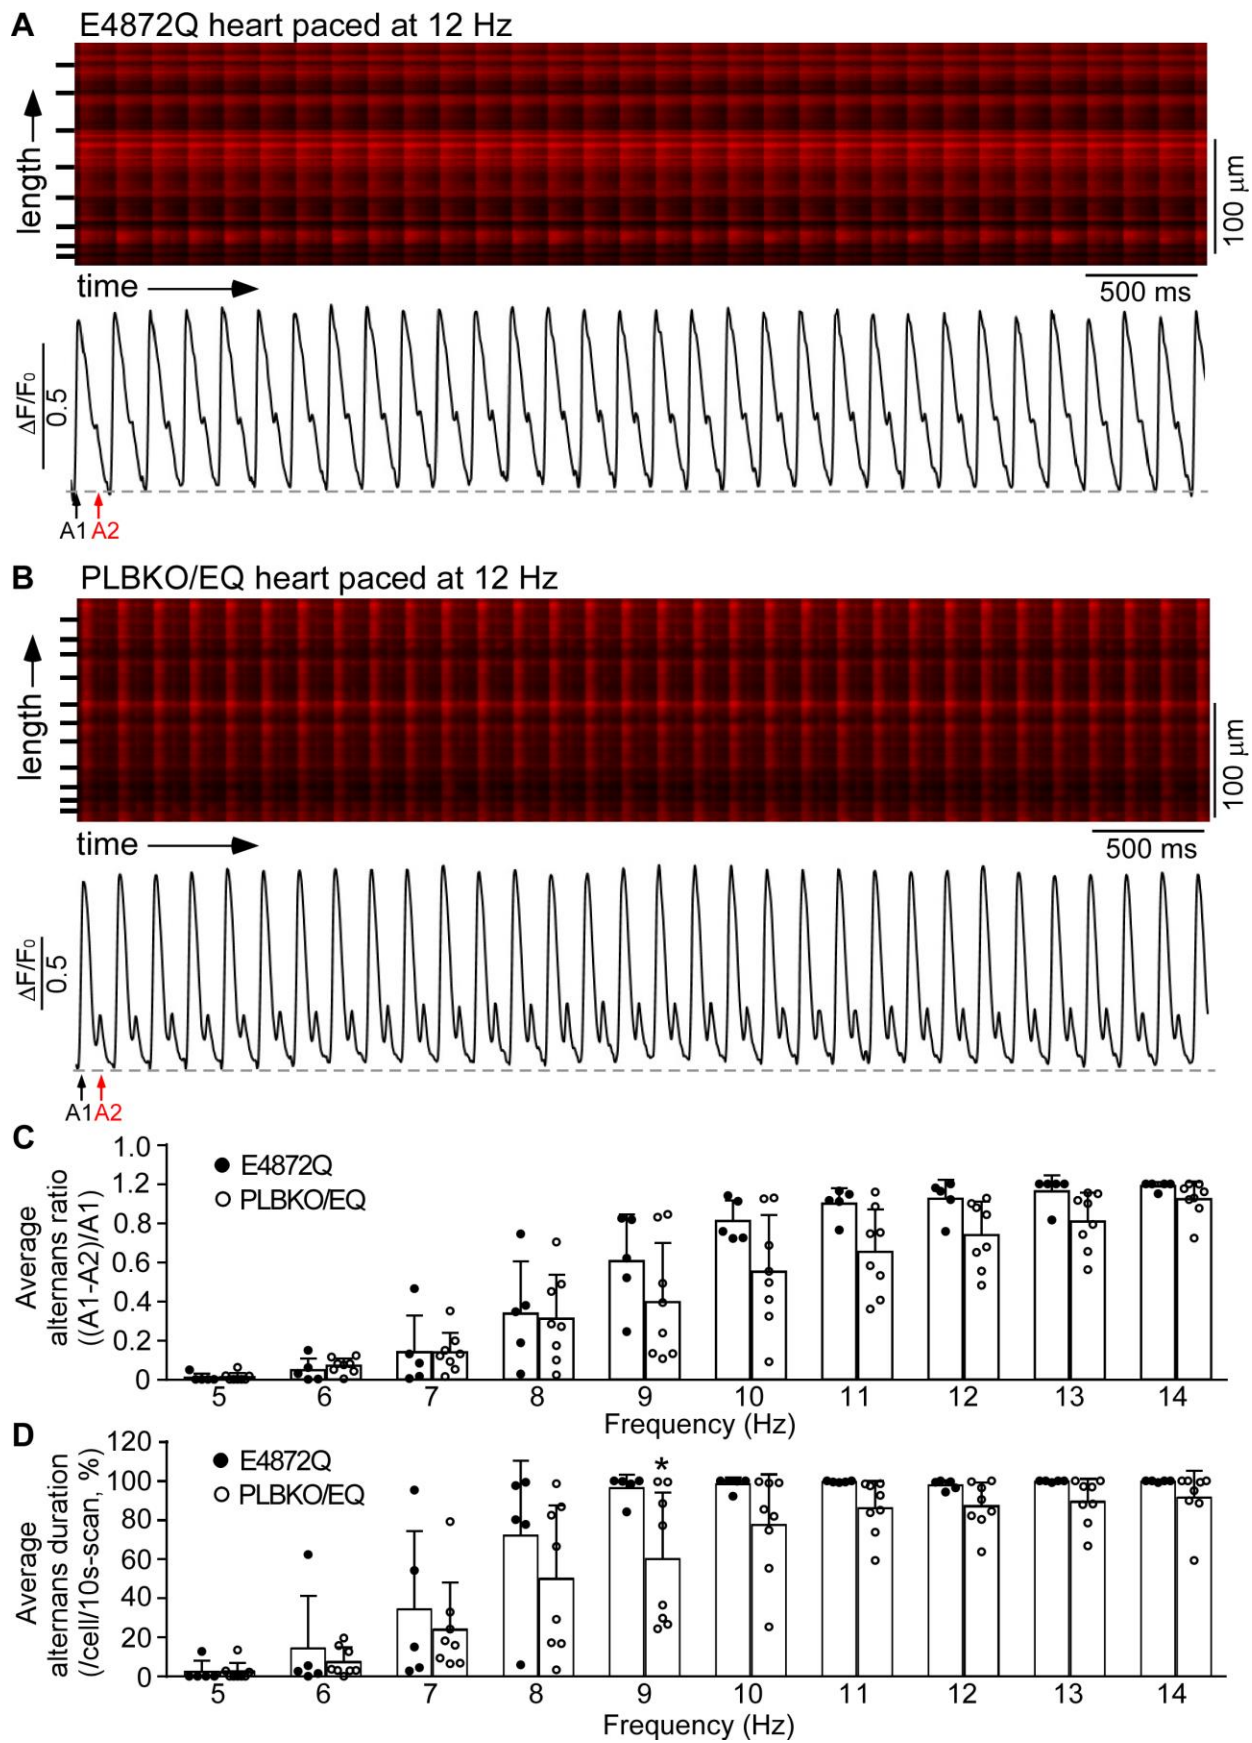 A E4872Q heart paced at 12 Hz
length
100 µm
time
500 ms
ΔF/F₀
0.5
A1 A2
B PLBKO/EQ heart paced at 12 Hz
length
100 µm
time
500 ms
ΔF/F₀
0.5
A1 A2
C
Average
alternans ratio
((A1-A2)/A1)
1.0
1.2
0.8
0.6
0.4
0.2
0
E4872Q
PLBKO/EQ
5 6 7 8 9 10 11 12 13 14
Frequency (Hz)
D
Average
alternans duration
(/cell/10s-scan, %)
120
100
80
60
40
20
0
E4872Q
PLBKO/EQ
*
5 6 7 8 9 10 11 12 13 14
Frequency (Hz)